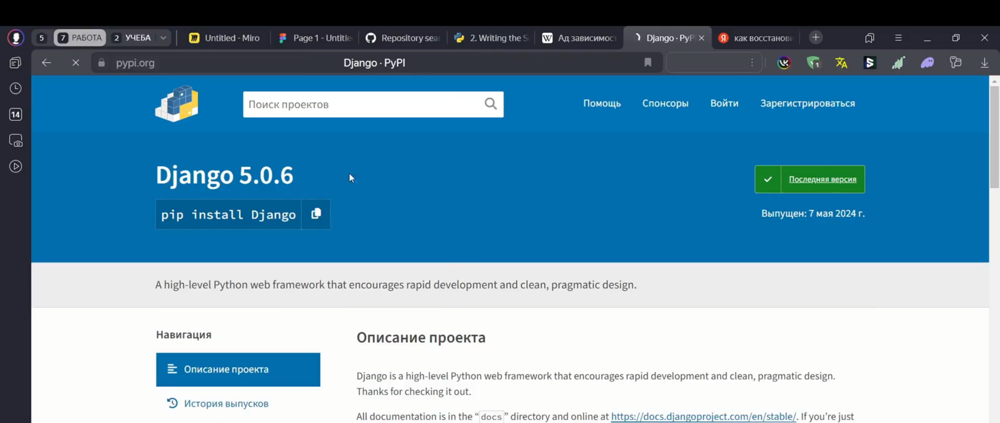 5
7 РАБОТА
2 УЧЕБА
Untitled - Miro
Page 1 - Untitle
Repository sear
2. Writing the S
W Ад зависимос
Django · PyP
Я как восстанови
pypi.org
Django · PyPI
1
14
Поиск проектов
Помощь
Спонсоры
Войти
Зарегистрироваться
Django 5.0.6
pip install Django
Последняя версия
Выпущен: 7 мая 2024 г.
A high-level Python web framework that encourages rapid development and clean, pragmatic design.
Навигация
Описание проекта
История выпусков
Описание проекта
Django is a high-level Python web framework that encourages rapid development and clean, pragmatic design.
Thanks for checking it out.
All documentation is in the “docs” directory and online at https://docs.djangoproject.com/en/stable/. If you’re just